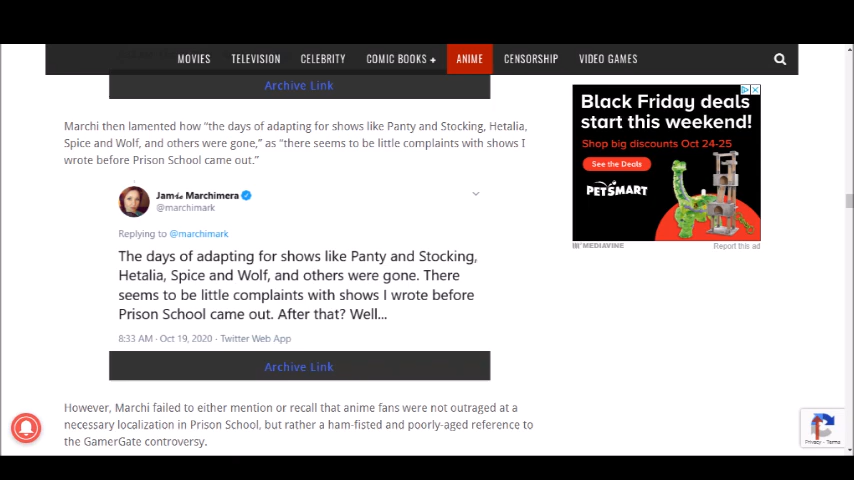 MOVIES TELEVISION CELEBRITY COMIC BOOKS + ANIME CENSORSHIP VIDEO GAMES
Archive Link
Marchi then lamented how “the days of adapting for shows like Panty and Stocking, Hetalia,
Spice and Wolf, and others were gone,” as “there seems to be little complaints with shows I
wrote before Prison School came out.”
Marchimera
@marchimark
Replying to @marchimark
The days of adapting for shows like Panty and Stocking,
Hetalia, Spice and Wolf, and others were gone. There
seems to be little complaints with shows I wrote before
Prison School came out. After that? Well...
8:33 AM · Oct 19, 2020 · Twitter Web App
Archive Link
However, Marchi failed to either mention or recall that anime fans were not outraged at a
necessary localization in Prison School, but rather a ham-fisted and poorly-aged reference to
the GamerGate controversy.
Black Friday deals
start this weekend!
Shop big discounts Oct 24-25
See the Deals
PETSMART
MEDIAVINE
Report this ad
Privacy - Terms